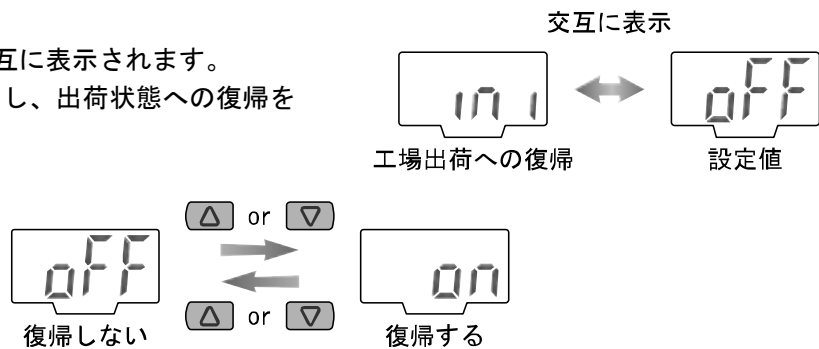 交互に表示
互に表示されます。
し、出荷状態への復帰を
ini
oFF
工場出荷への復帰
設定値
or
oFF
on
or
復帰しない
復帰する